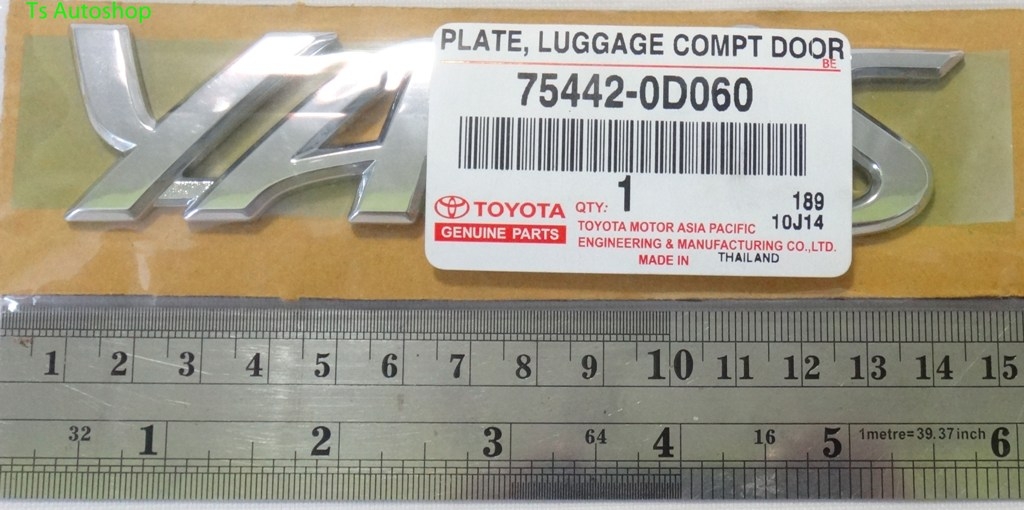 Ts Autoshop
YA S
PLATE, LUGGAGE COMPT DOOR
BE
75442-0D060
QTY: 1
189
10J14
TOYOTA
GENUINE PARTS
TOYOTA MOTOR ASIA PACIFIC
ENGINEERING & MANUFACTURING CO.,LTD.
MADE IN THAILAND
1 2 3 4 5 6 7 8 9 10 11 12 13 14 15
32 1 2 3 64 4 16 5 1metre=39.37inch 6